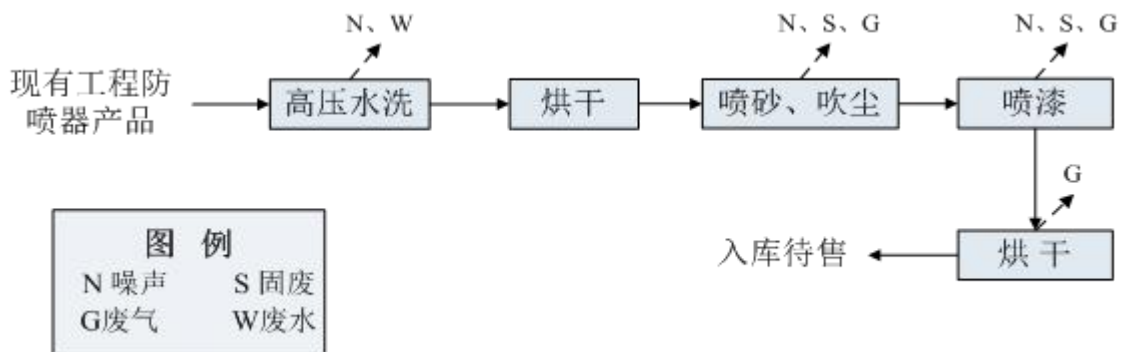 N、W
N、S、G
N、S、G
现有工程防
喷器产品
高压水洗
烘干
喷砂、吹尘
喷漆
G
入库待售
烘干
图 例
N 噪声 S 固废
G废气 W废水